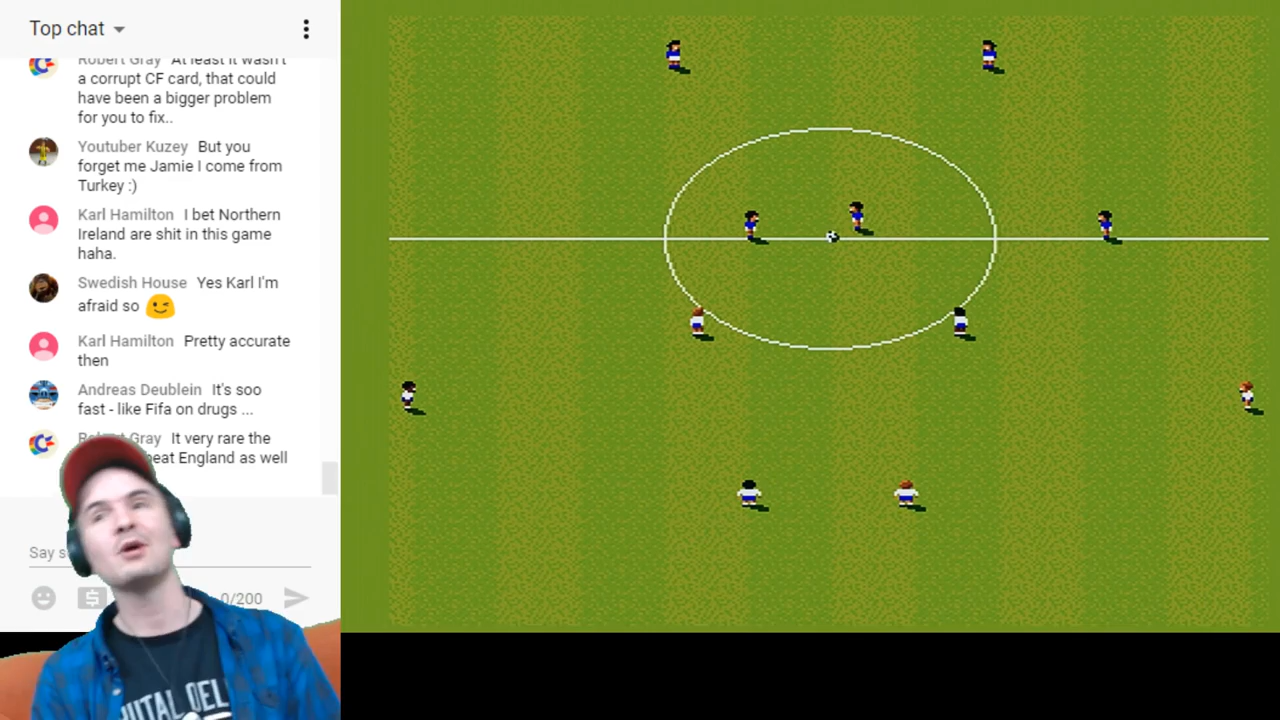 Top chat
Robert Gray At least it wasn't
a corrupt CF card, that could
have been a bigger problem
for you to fix..
Youtuber Kuzey But you
forget me Jamie I come from
Turkey :)
Karl Hamilton I bet Northern
Ireland are shit in this game
haha.
Swedish House Yes Karl I'm
afraid so
Karl Hamilton Pretty accurate
then
Andreas Deublein It's soo
fast - like Fifa on drugs ...
Robert Gray It very rare the
beat England as well
Say
0/200